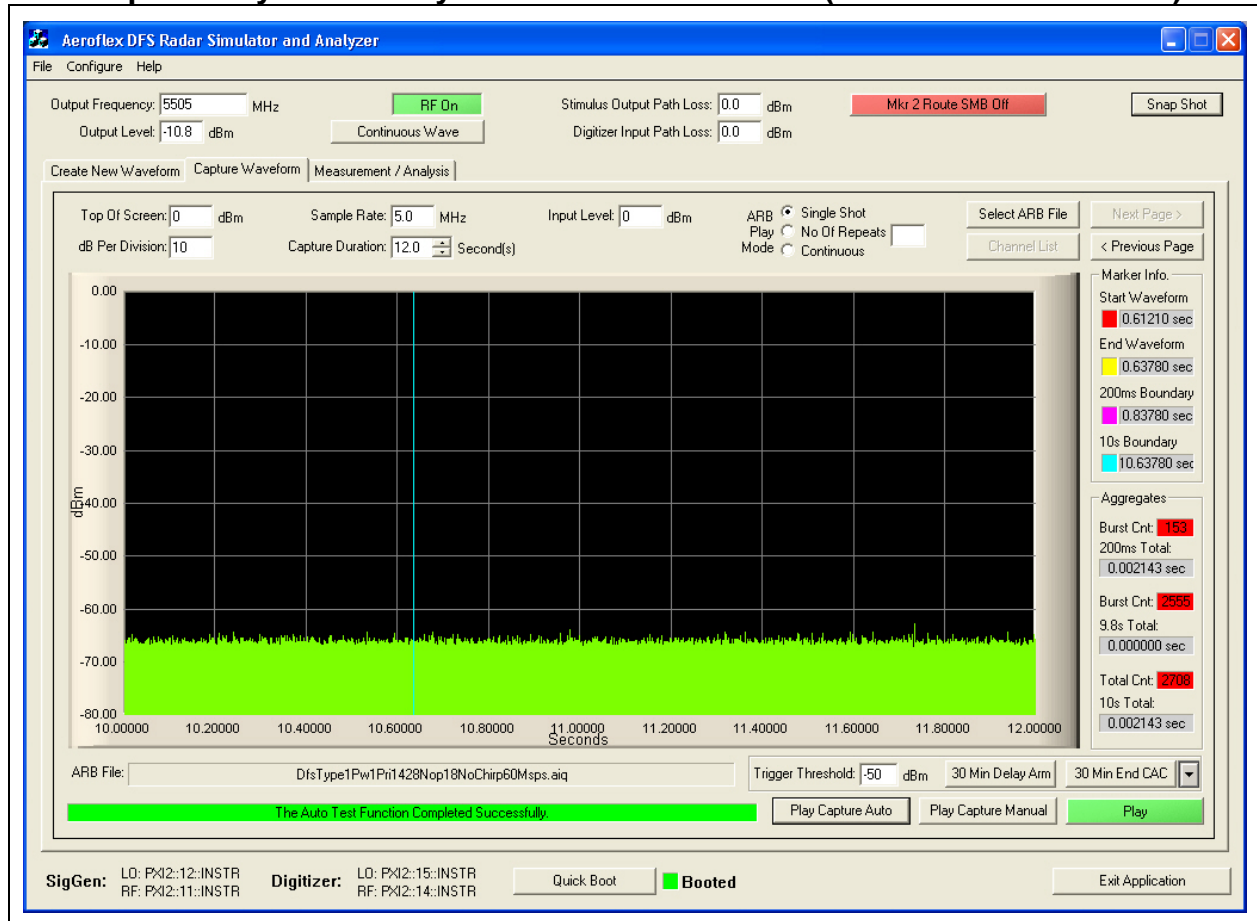 Aeroflex DFS Radar Simulator and Analyzer
File Configure Help
Output Frequency: 5505 MHz RF On Stimulus Output Path Loss: 0.0 dBm Mkr 2 Route SMB Off Snap Shot
Output Level: -10.8 dBm Continuous Wave Digitizer Input Path Loss: 0.0 dBm
Create New Waveform Capture Waveform Measurement / Analysis
Top Of Screen: 0 dBm Sample Rate: 5.0 MHz Input Level: 0 dBm ARB Play Mode Single Shot Select ARB File Next Page >
No Of Repeats
dB Per Division: 10 Capture Duration: 12.0 Second(s) Continuous Channel List < Previous Page
Marker Info.
Start Waveform
0.61210 sec
End Waveform
0.63780 sec
200ms Boundary
0.83780 sec
10s Boundary
10.63780 sec
Aggregates
Burst Cnt: 153
200ms Total:
0.002143 sec
Burst Cnt: 2555
9.8s Total:
0.000000 sec
Total Cnt: 2708
10s Total:
0.002143 sec
0.00
-10.00
-20.00
-30.00
-40.00
-50.00
-60.00
-70.00
-80.00
dBm
10.00000 10.20000 10.40000 10.60000 10.80000 11.00000 11.20000 11.40000 11.60000 11.80000 12.00000
Seconds
ARB File: DfsType1Pw1Pri1428Nop18NoChirp60Msps.aiq Trigger Threshold: -50 dBm 30 Min Delay Arm 30 Min End CAC
The Auto Test Function Completed Successfully. Play Capture Auto Play Capture Manual Play
SigGen: LO: PXI2::12::INSTR Digitizer: LO: PXI2::15::INSTR Quick Boot Booted Exit Application
RF: PXI2::11::INSTR RF: PXI2::14::INSTR